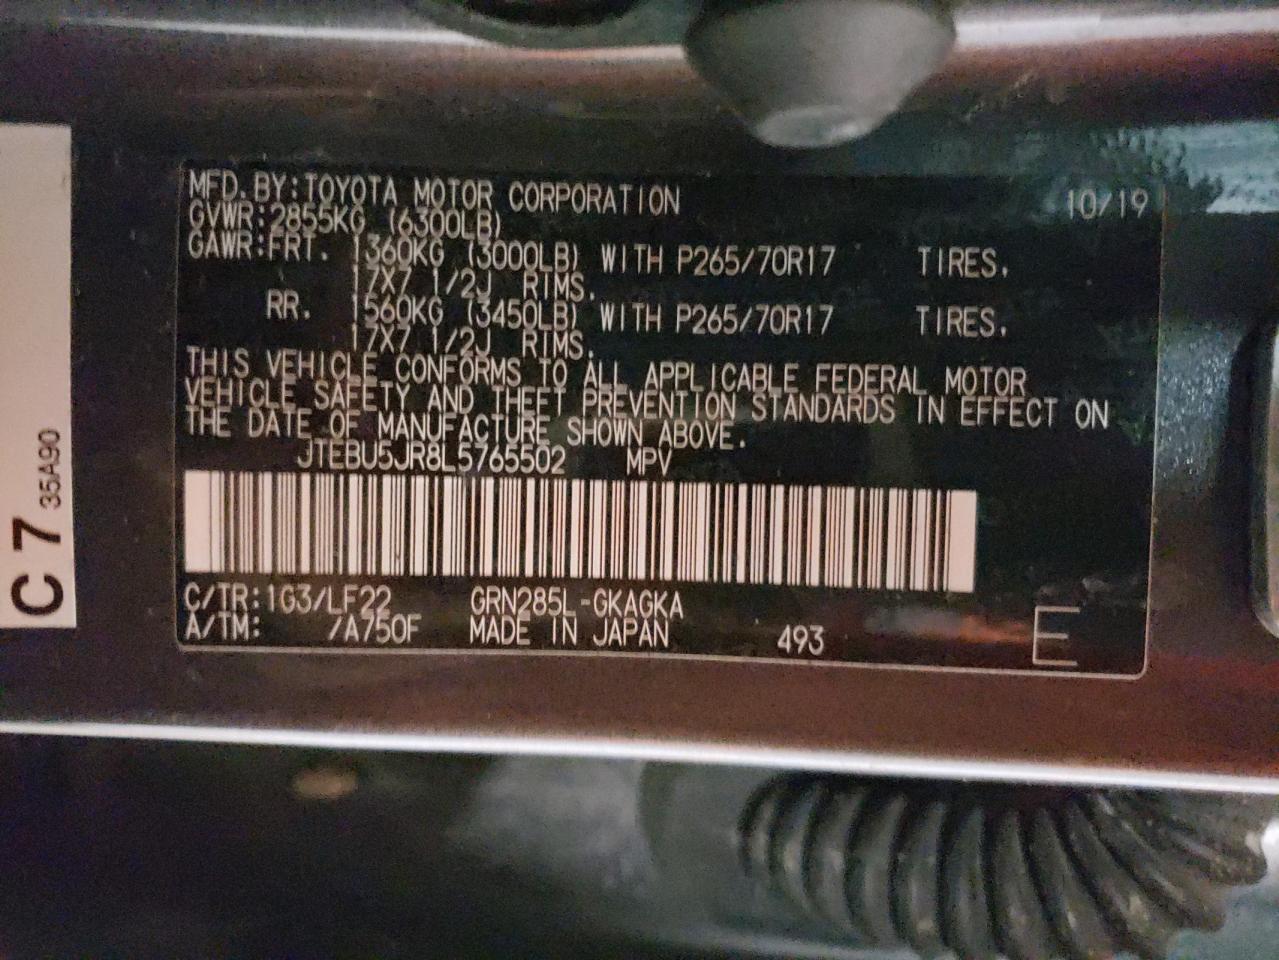 MFD. BY:TOYOTA MOTOR CORPORATION 10/19
GVWR:2855KG (6300LB)
GAWR:FRT. 1360KG (3000LB) WITH P265/70R17 TIRES.
17X7 1/2J RIMS.
RR. 1560KG (3450LB) WITH P265/70R17 TIRES.
17X7 1/2J RIMS.
THIS VEHICLE CONFORMS TO ALL APPLICABLE FEDERAL MOTOR
VEHICLE SAFETY AND THEFT PREVENTION STANDARDS IN EFFECT ON
THE DATE OF MANUFACTURE SHOWN ABOVE.
JTEBU5JR8L5765502 MPV
C/TR:1G3/LF22 GRN285L-GKAGKA
A/TM: /A750F MADE IN JAPAN 493 E
C 7 35A90